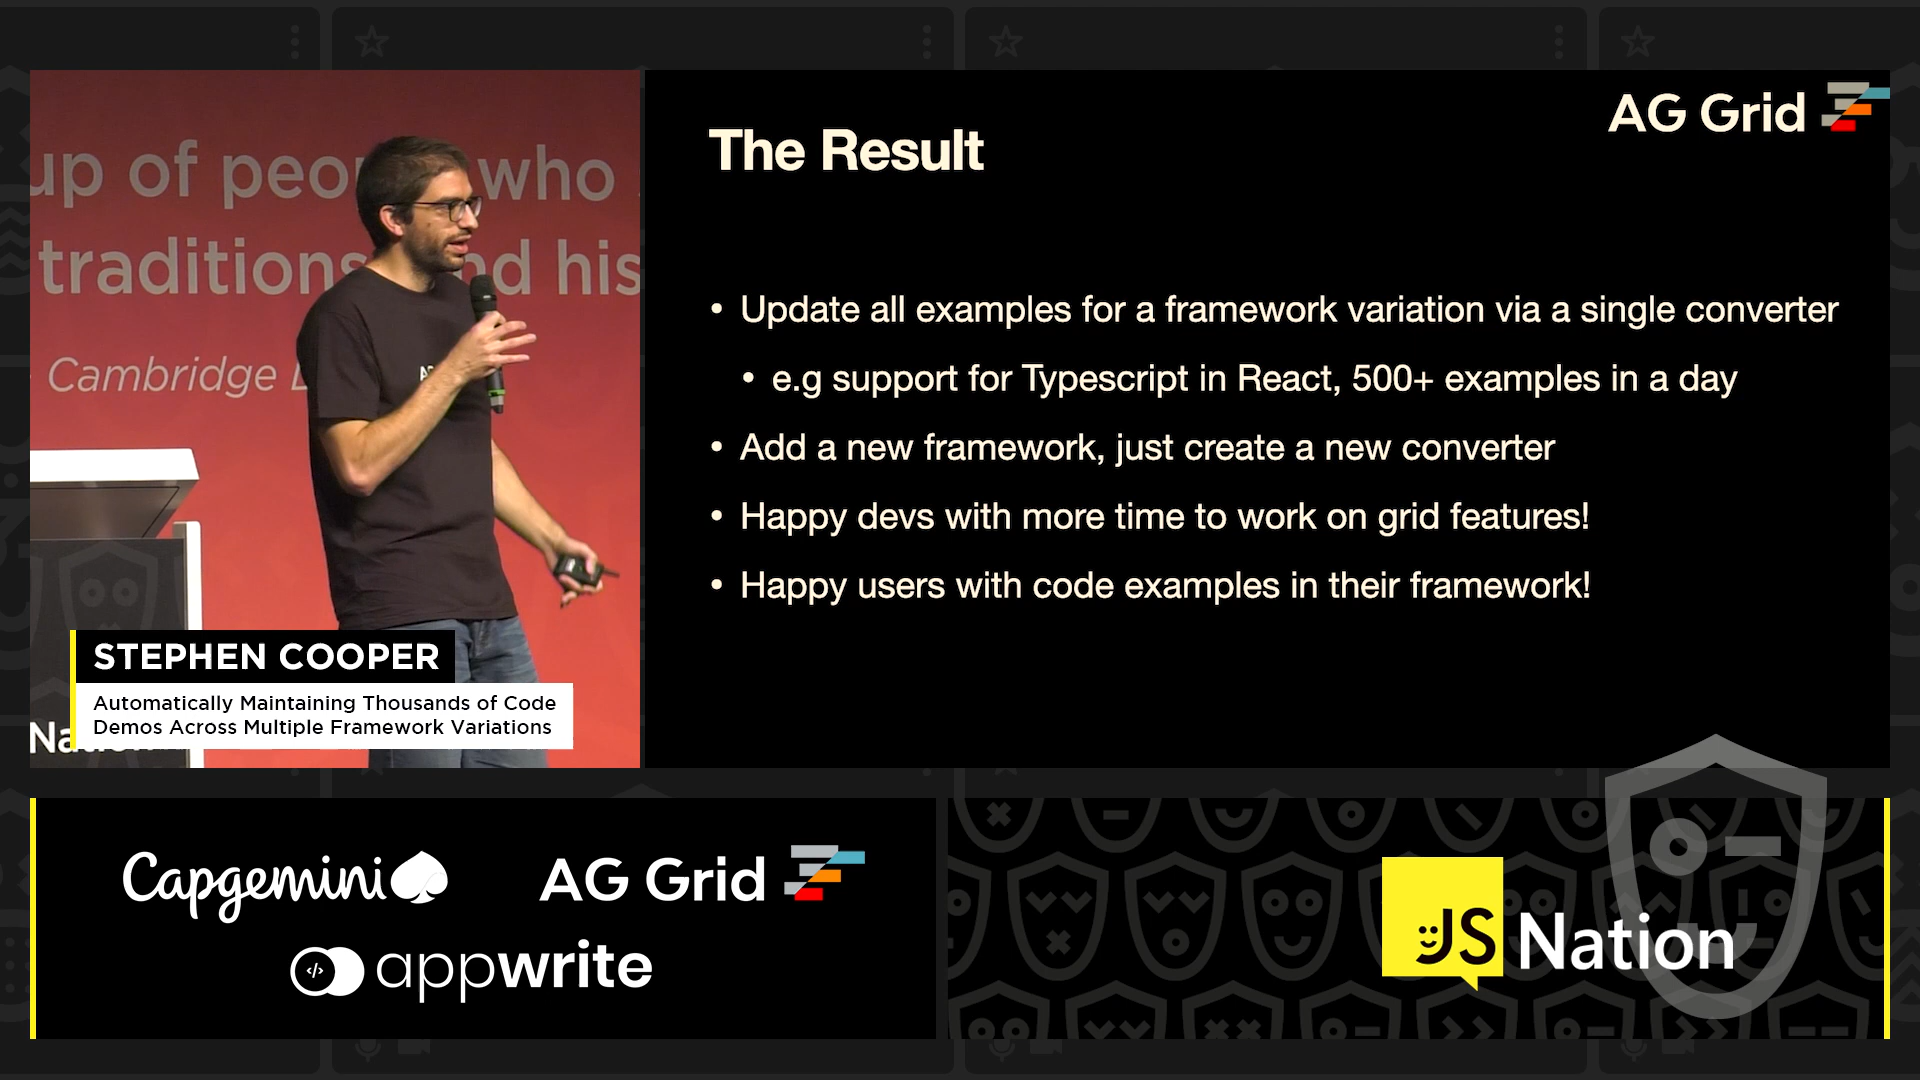 up of people who
traditions and his
Cambridge
Na
STEPHEN COOPER
Automatically Maintaining Thousands of Code
Demos Across Multiple Framework Variations
AG Grid
The Result
• Update all examples for a framework variation via a single converter
• e.g support for Typescript in React, 500+ examples in a day
• Add a new framework, just create a new converter
• Happy devs with more time to work on grid features!
• Happy users with code examples in their framework!
Capgemini
AG Grid
</> appwrite
JS Nation